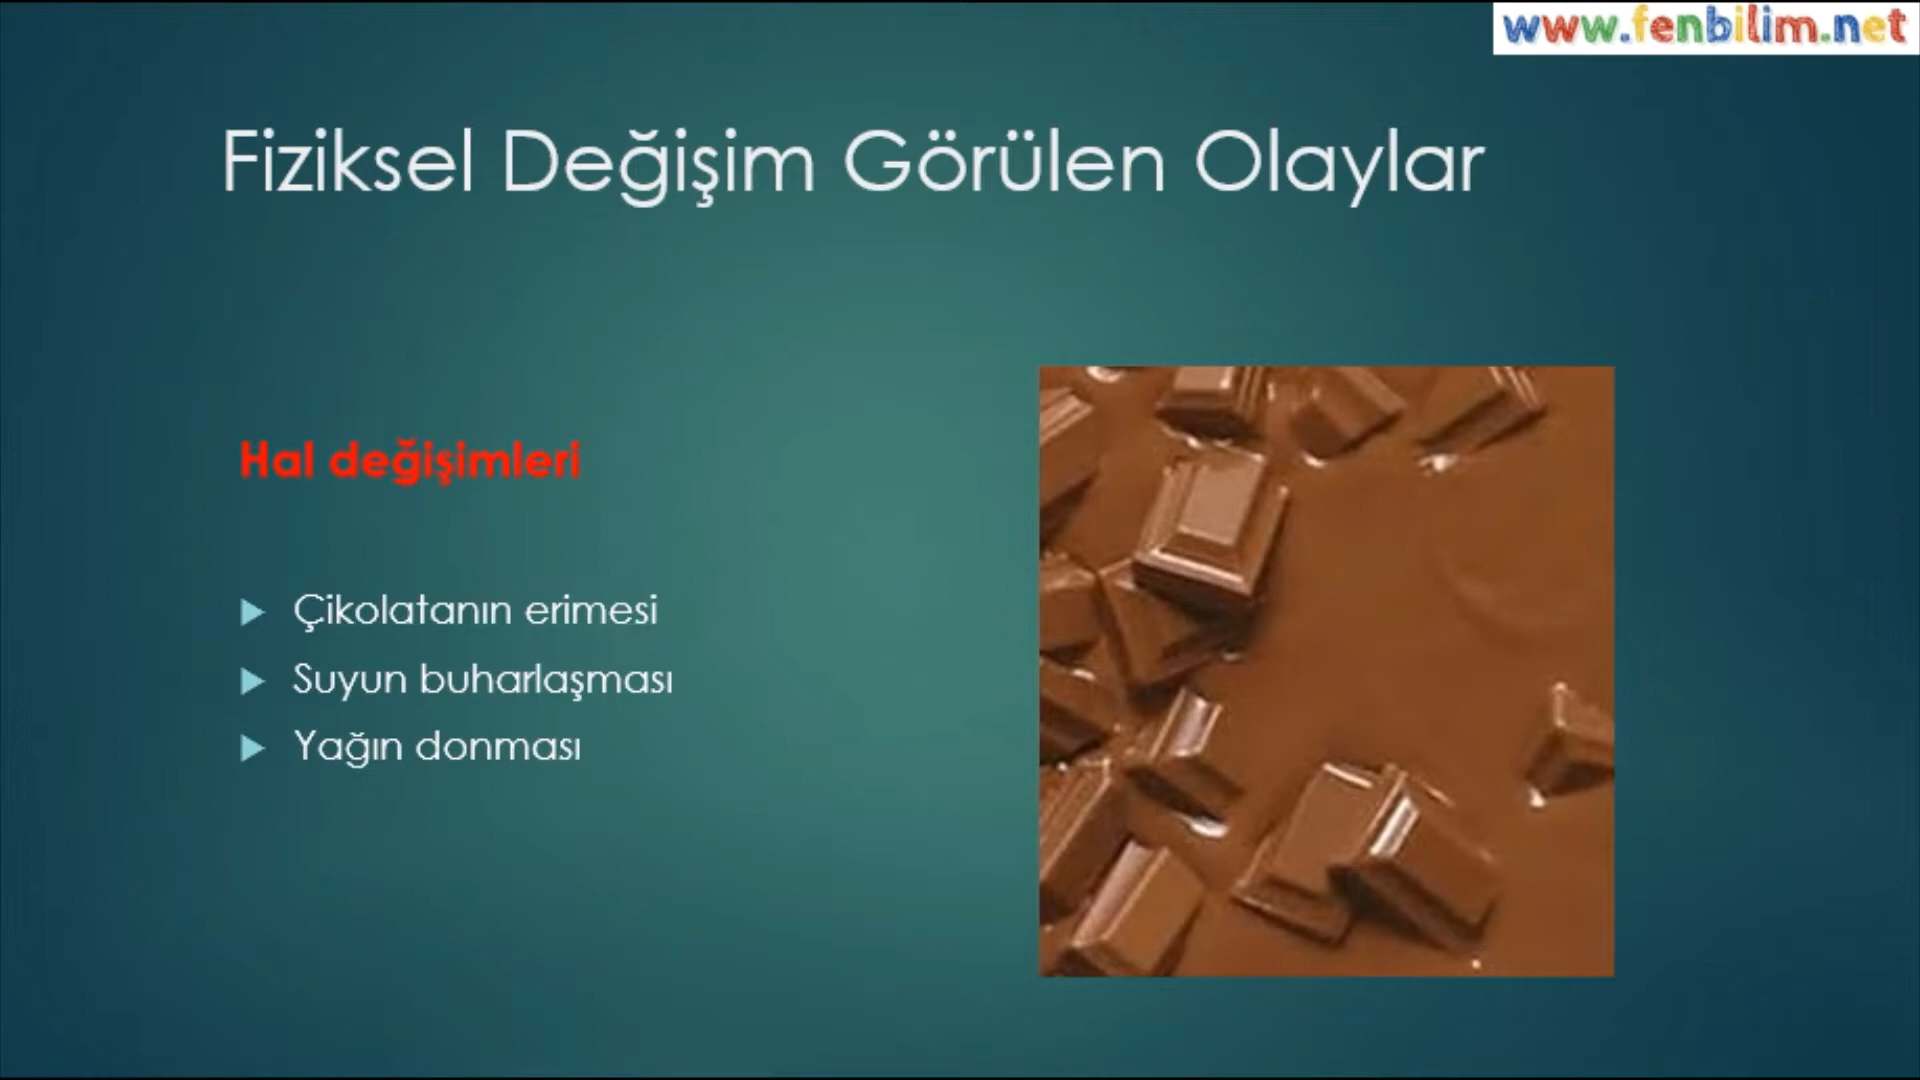 www.fenbilim.net
Fiziksel Değişim Görülen Olaylar
Hal değişimleri
Çikolatanın erimesi
Suyun buharlaşması
Yağın donması